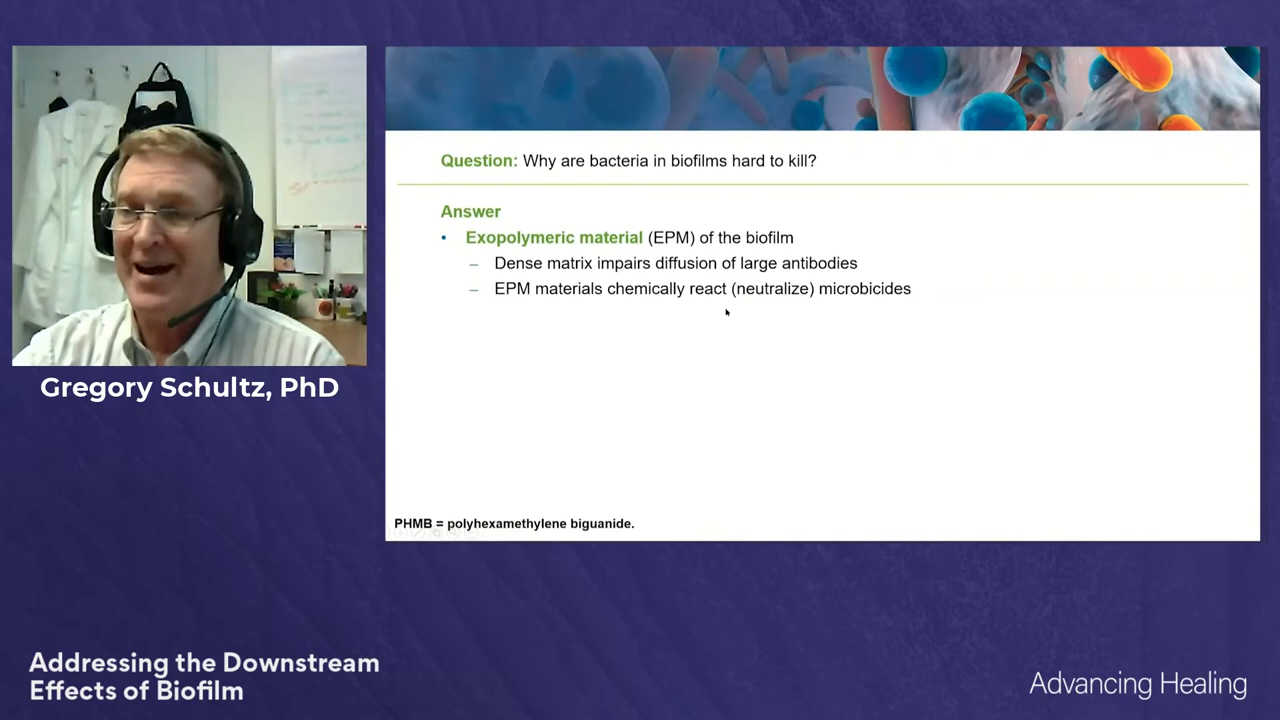 Question: Why are bacteria in biofilms hard to kill?
Answer
• Exopolymeric material (EPM) of the biofilm
– Dense matrix impairs diffusion of large antibodies
– EPM materials chemically react (neutralize) microbicides
PHMB = polyhexamethylene biguanide.
Gregory Schultz, PhD
Addressing the Downstream
Effects of Biofilm
Advancing Healing